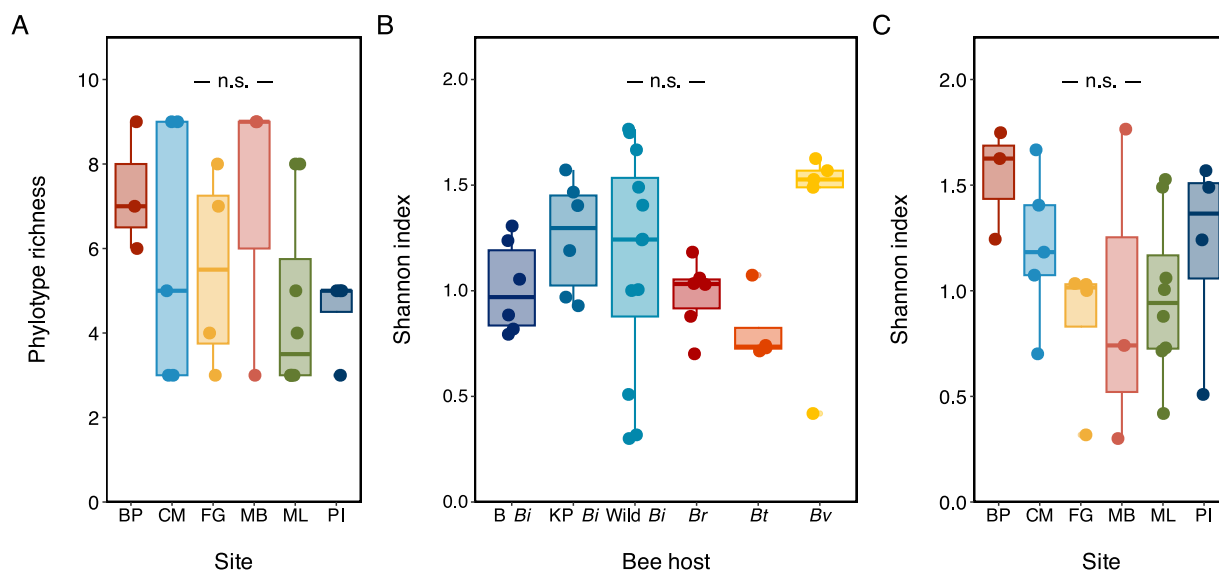 A
Phylotype richness
10
8
6
4
2
0
n.s.
BP CM FG MB ML PI
Site
B
Shannon index
2.0
1.5
1.0
0.5
0.0
n.s.
B Bi KP Bi Wild Bi Br Bt Bv
Bee host
C
Shannon index
2.0
1.5
1.0
0.5
0.0
n.s.
BP CM FG MB ML PI
Site